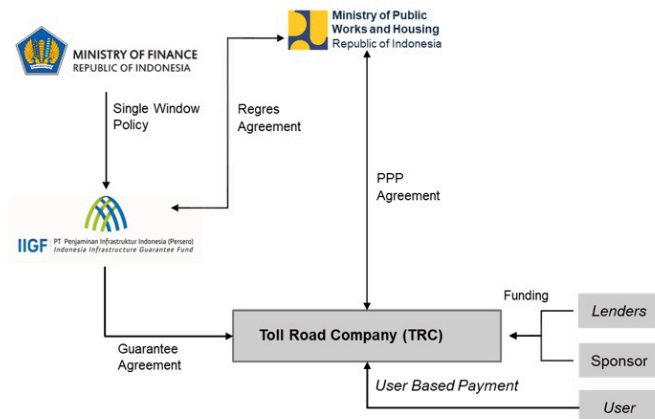 MINISTRY OF FINANCE
REPUBLIC OF INDONESIA
Ministry of Public
Works and Housing
Republic of Indonesia
Single Window
Policy
Regres
Agreement
PPP
Agreement
IIGF
PT Penjaminan Infrastruktur Indonesia (Persero)
Indonesia Infrastructure Guarantee Fund
Guarantee
Agreement
Toll Road Company (TRC)
Funding
Lenders
Sponsor
User Based Payment
User